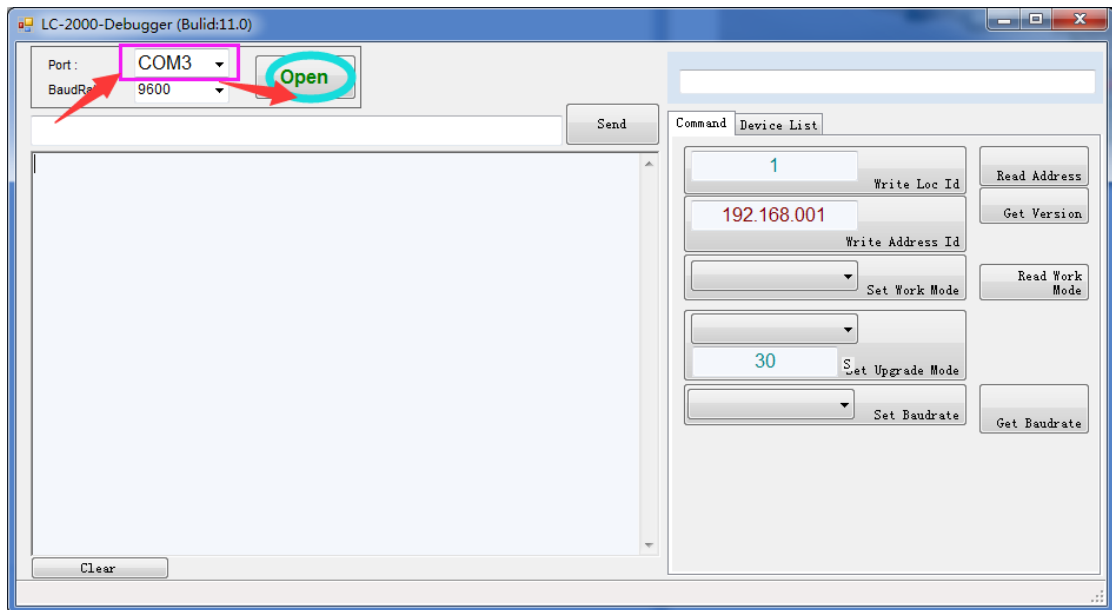 LC-2000-Debugger (Bulid:11.0)
Port : COM3
BaudRa 9600
Open
Send
Command Device List
1
Write Loc Id
Read Address
192.168.001
Write Address Id
Get Version
Set Work Mode
Read Work
Mode
30
S
et Upgrade Mode
Set Baudrate
Get Baudrate
Clear